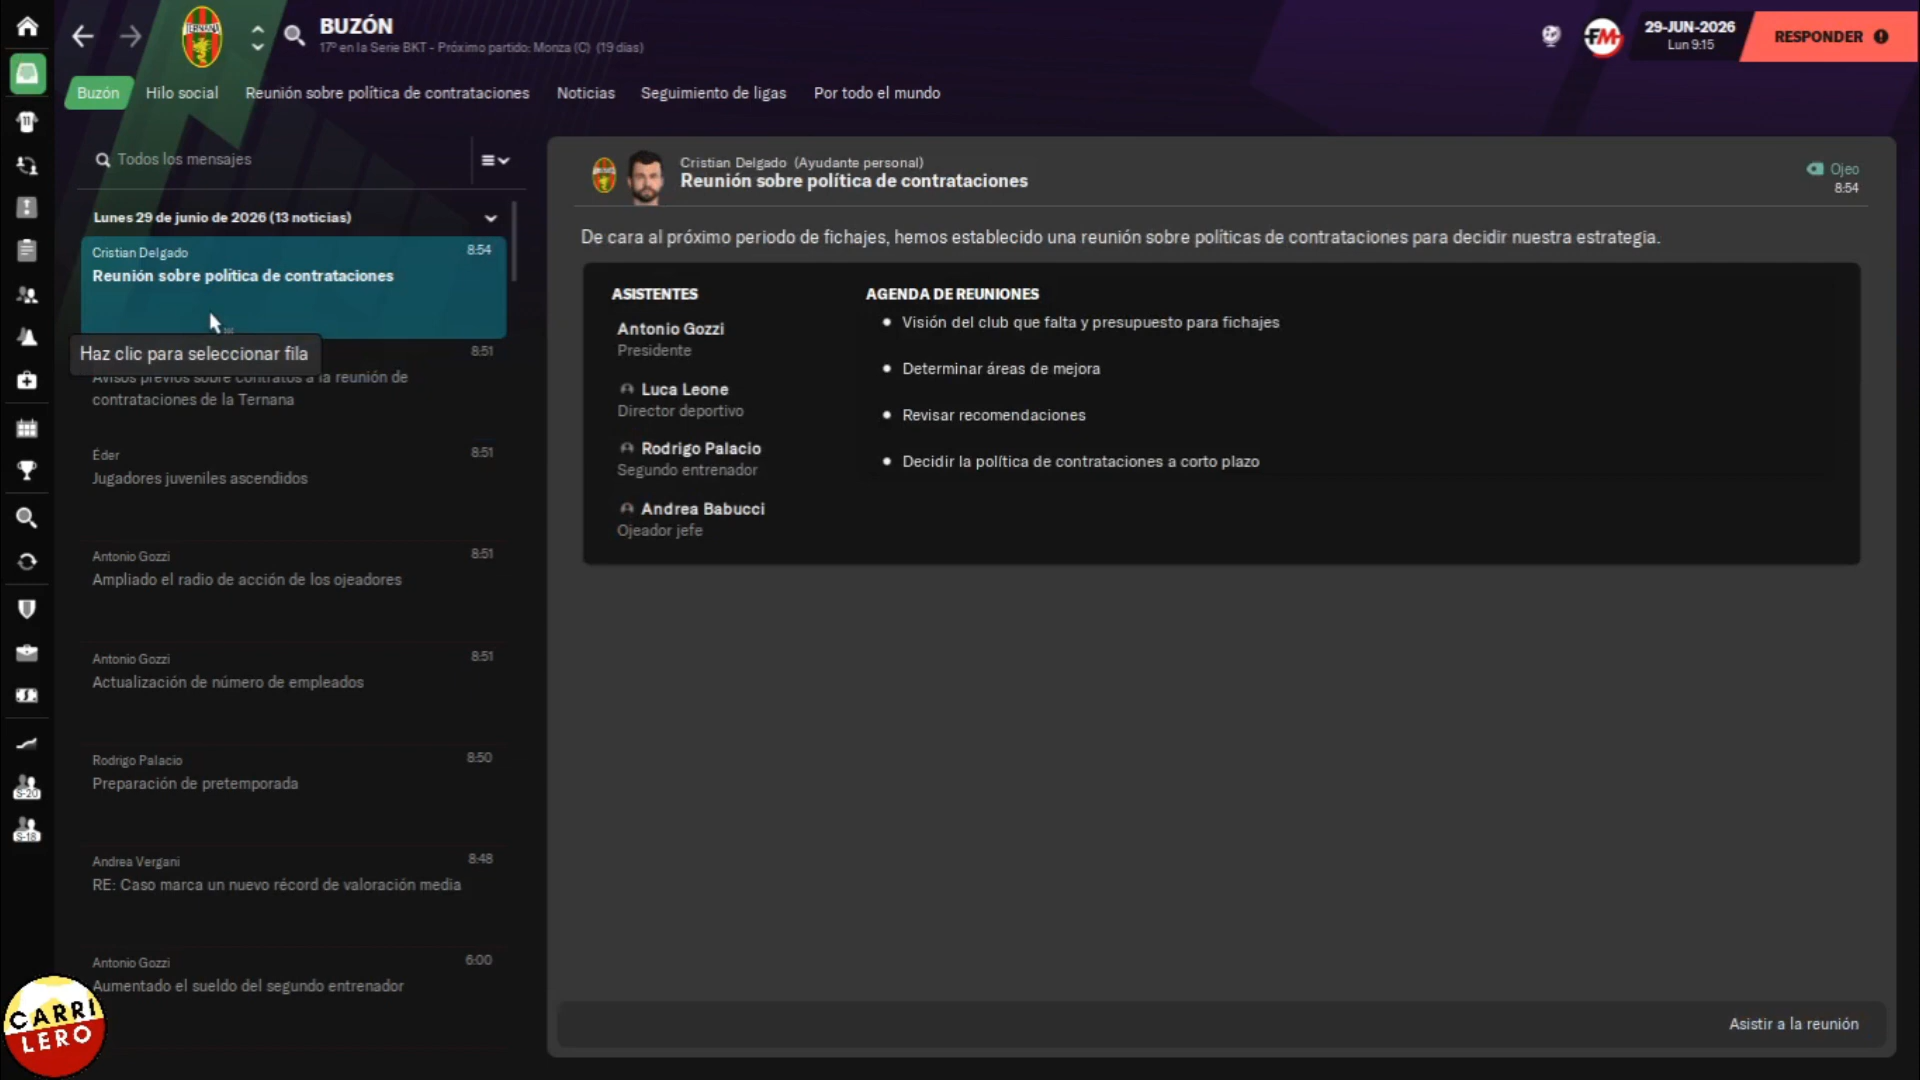 BUZÓN
17º en la Serie BKT - Próximo partido: Monza (C) (19 días)
FM
29-JUN-2026
Lun 9:15
RESPONDER
Buzón
Hilo social
Reunión sobre política de contrataciones
Noticias
Seguimiento de ligas
Por todo el mundo
Todos los mensajes
Lunes 29 de junio de 2026 (13 noticias)
Cristian Delgado
8:54
Reunión sobre política de contrataciones
Haz clic para seleccionar fila
8:51
Avisos previos sobre contratos a la reunión de
contrataciones de la Ternana
Éder
8:51
Jugadores juveniles ascendidos
Antonio Gozzi
8:51
Ampliado el radio de acción de los ojeadores
Antonio Gozzi
8:51
Actualización de número de empleados
Rodrigo Palacio
8:50
Preparación de pretemporada
Andrea Vergani
8:48
RE: Caso marca un nuevo récord de valoración media
Antonio Gozzi
6:00
Aumentado el sueldo del segundo entrenador
S-20
S-18
CARRI
LERO
Cristian Delgado (Ayudante personal)
Reunión sobre política de contrataciones
Ojeo
8:54
De cara al próximo periodo de fichajes, hemos establecido una reunión sobre políticas de contrataciones para decidir nuestra estrategia.
ASISTENTES
Antonio Gozzi
Presidente
Luca Leone
Director deportivo
Rodrigo Palacio
Segundo entrenador
Andrea Babucci
Ojeador jefe
AGENDA DE REUNIONES
Visión del club que falta y presupuesto para fichajes
Determinar áreas de mejora
Revisar recomendaciones
Decidir la política de contrataciones a corto plazo
Asistir a la reunión